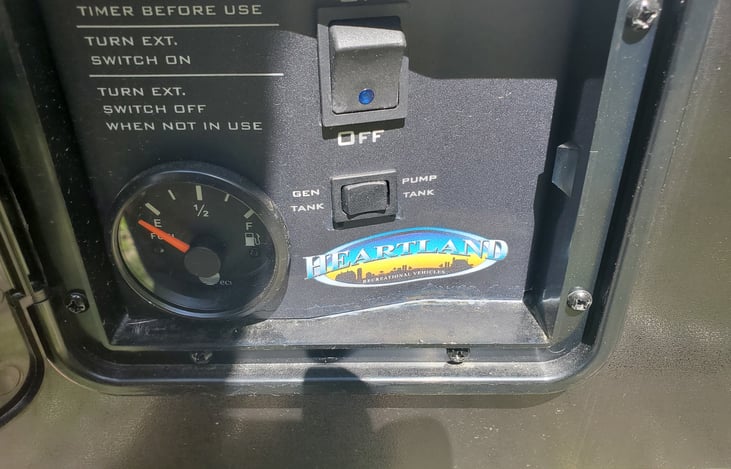 TIMER BEFORE USE
TURN EXT.
SWITCH ON
TURN EXT.
SWITCH OFF
WHEN NOT IN USE
OFF
GEN
TANK
PUMP
TANK
E
1/2
F
FUEL
HEARTLAND
RECREATIONAL VEHICLES